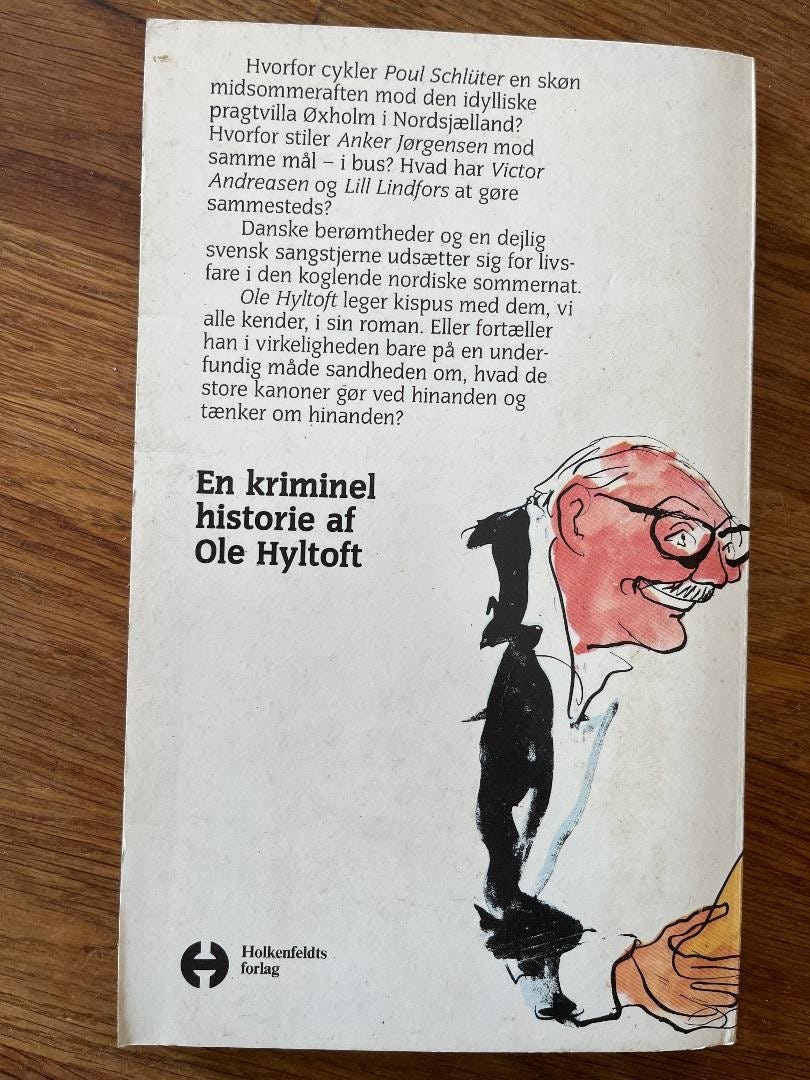 Hvorfor cykler Poul Schlüter en skøn
midsommeraften mod den idylliske
pragtvilla Øxholm i Nordsjælland?
Hvorfor stiler Anker Jørgensen mod
samme mål – i bus? Hvad har Victor
Andreasen og Lill Lindfors at gøre
sammesteds?
Danske berømtheder og en dejlig
svensk sangstjerne udsætter sig for livs-
fare i den koglende nordiske sommernat.
Ole Hyltoft leger kispus med dem, vi
alle kender, i sin roman. Eller fortæller
han i virkeligheden bare på en under-
fundig måde sandheden om, hvad de
store kanoner gør ved hinanden og
tænker om hinanden?
En kriminel
historie af
Ole Hyltoft
Holkenfeldts
forlag